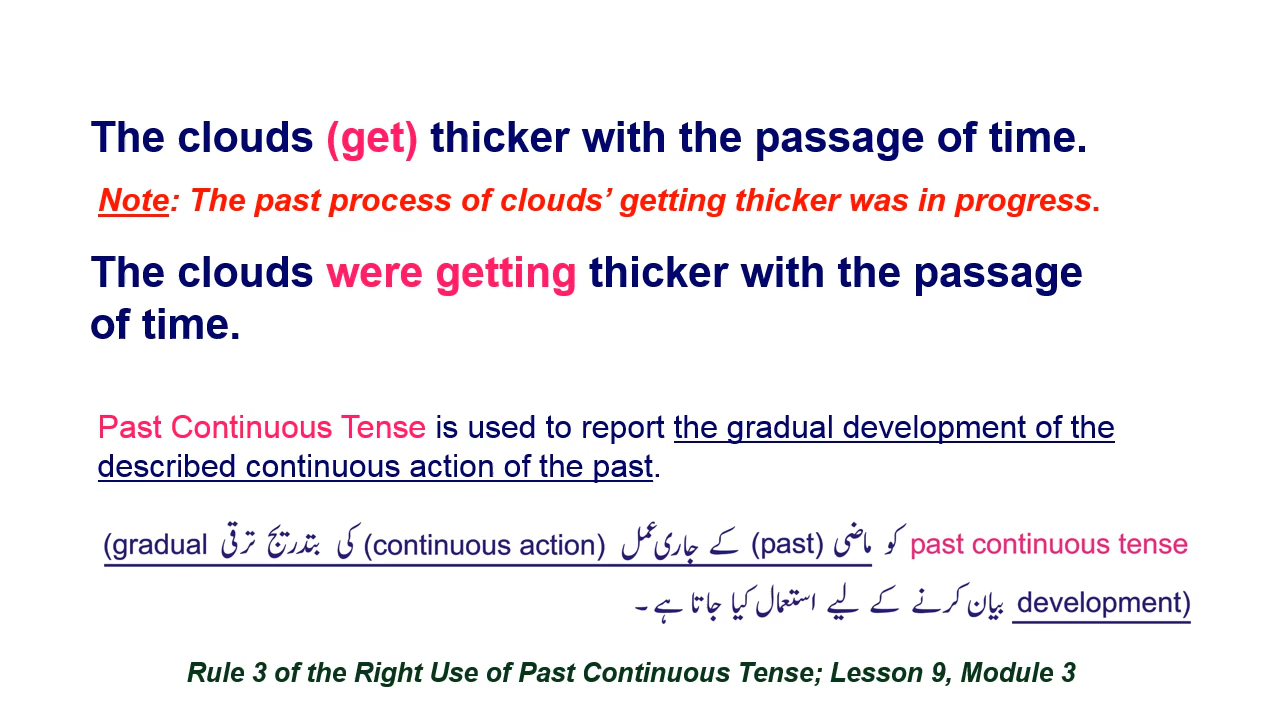 The clouds (get) thicker with the passage of time.
Note: The past process of clouds’ getting thicker was in progress.
The clouds were getting thicker with the passage
of time.
Past Continuous Tense is used to report the gradual development of the
described continuous action of the past.
past continuous tense کو ماضی (past) کے جاری عمل (continuous action) کی بتدریج ترقی (gradual
development) بیان کرنے کے لیے استعمال کیا جاتا ہے ۔
Rule 3 of the Right Use of Past Continuous Tense; Lesson 9, Module 3